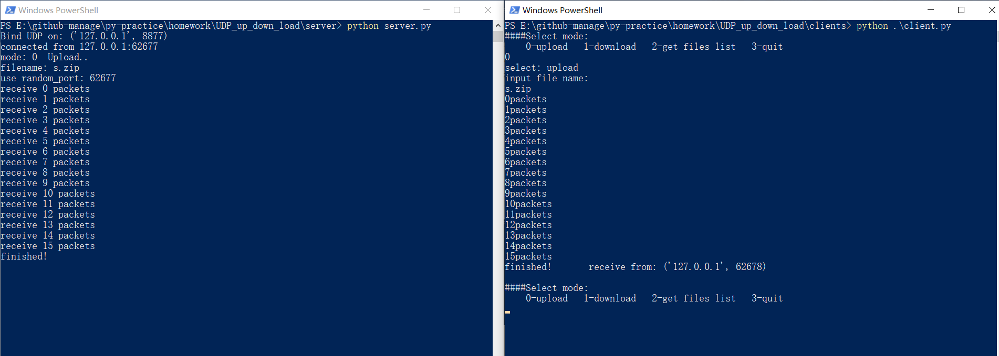 Windows PowerShell
PS E:\github-manage\py-practice\homework\UDP_up_down_load\server> python server.py
Bind UDP on: ('127.0.0.1', 8877)
connected from 127.0.0.1:62677
mode: 0  Upload..
filename: s.zip
use random_port: 62677
receive 0 packets
receive 1 packets
receive 2 packets
receive 3 packets
receive 4 packets
receive 5 packets
receive 6 packets
receive 7 packets
receive 8 packets
receive 9 packets
receive 10 packets
receive 11 packets
receive 12 packets
receive 13 packets
receive 14 packets
receive 15 packets
finished!
Windows PowerShell
PS E:\github-manage\py-practice\homework\UDP_up_down_load\clients> python .\client.py
####Select mode:
    0-upload   1-download   2-get files list   3-quit
0
select: upload
input file name:
s.zip
0packets
1packets
2packets
3packets
4packets
5packets
6packets
7packets
8packets
9packets
10packets
11packets
12packets
13packets
14packets
15packets
finished!       receive from: ('127.0.0.1', 62678)
####Select mode:
    0-upload   1-download   2-get files list   3-quit